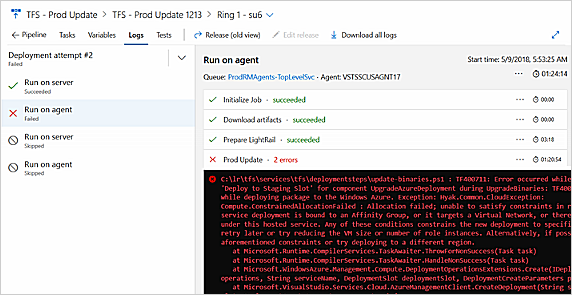 TFS - Prod Update > TFS - Prod Update 1213 > Ring 1 - su6
← Pipeline Tasks Variables Logs Tests Release (old view) Edit release Download all logs
Deployment attempt #2
Failed
Run on server
Succeeded
Run on agent
Failed
Run on server
Skipped
Run on agent
Skipped
Run on agent
Start time: 5/9/2018, 5:53:25 AM
Queue: ProdRMAgents-TopLevelSvc · Agent: VSTSSCUSAGNT17
... 01:24:14
Initialize Job · succeeded ... 00:00
Download artifacts · succeeded ... 00:00
Prepare LightRail · succeeded ... 03:18
Prod Update · 2 errors ... 01:20:54
C:\lr\tfs\services\tfs\deploymentsteps\update-binaries.ps1 : TF400711: Error occurred while
'Deploy to Staging Slot' for component UpgradeAzureDeployment during UpgradeBinaries: TF400
while deploying package to the Windows Azure. Exception: Hyak.Common.CloudException:
Compute.ConstrainedAllocationFailed : Allocation failed; unable to satisfy constraints in r
service deployment is bound to an Affinity Group, or it targets a Virtual Network, or there
under this hosted service. Any of these conditions constrains the new deployment to specifi
retry later or try reducing the VM size or number of role instances. Alternatively, if poss
aforementioned constraints or try deploying to a different region.
at Microsoft.Runtime.CompilerServices.TaskAwaiter.ThrowForNonSuccess(Task task)
at Microsoft.Runtime.CompilerServices.TaskAwaiter.HandleNonSuccess(Task task)
at Microsoft.WindowsAzure.Management.Compute.DeploymentOperationsExtensions.Create(IDepl
operations, String serviceName, DeploymentSlot deploymentSlot, DeploymentCreateParameters p
at Microsoft.VisualStudio.Services.Cloud.AzureManagementClient.CreateDeployment(String s